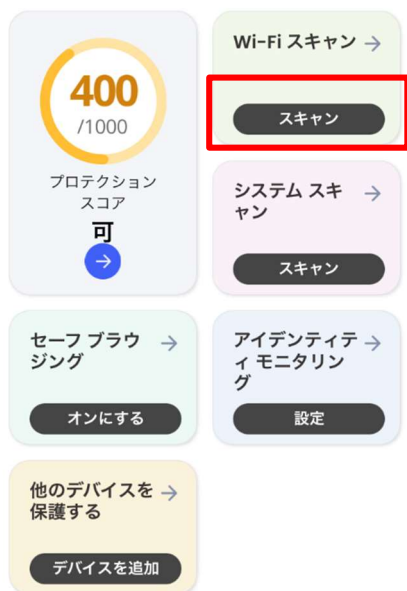 400
/1000
プロテクション
スコア
可
Wi-Fi スキャン
スキャン
システム スキ
ャン
スキャン
セーフ ブラウ
ジング
オンにする
アイデンティテ
ィ モニタリン
グ
設定
他のデバイスを
保護する
デバイスを追加